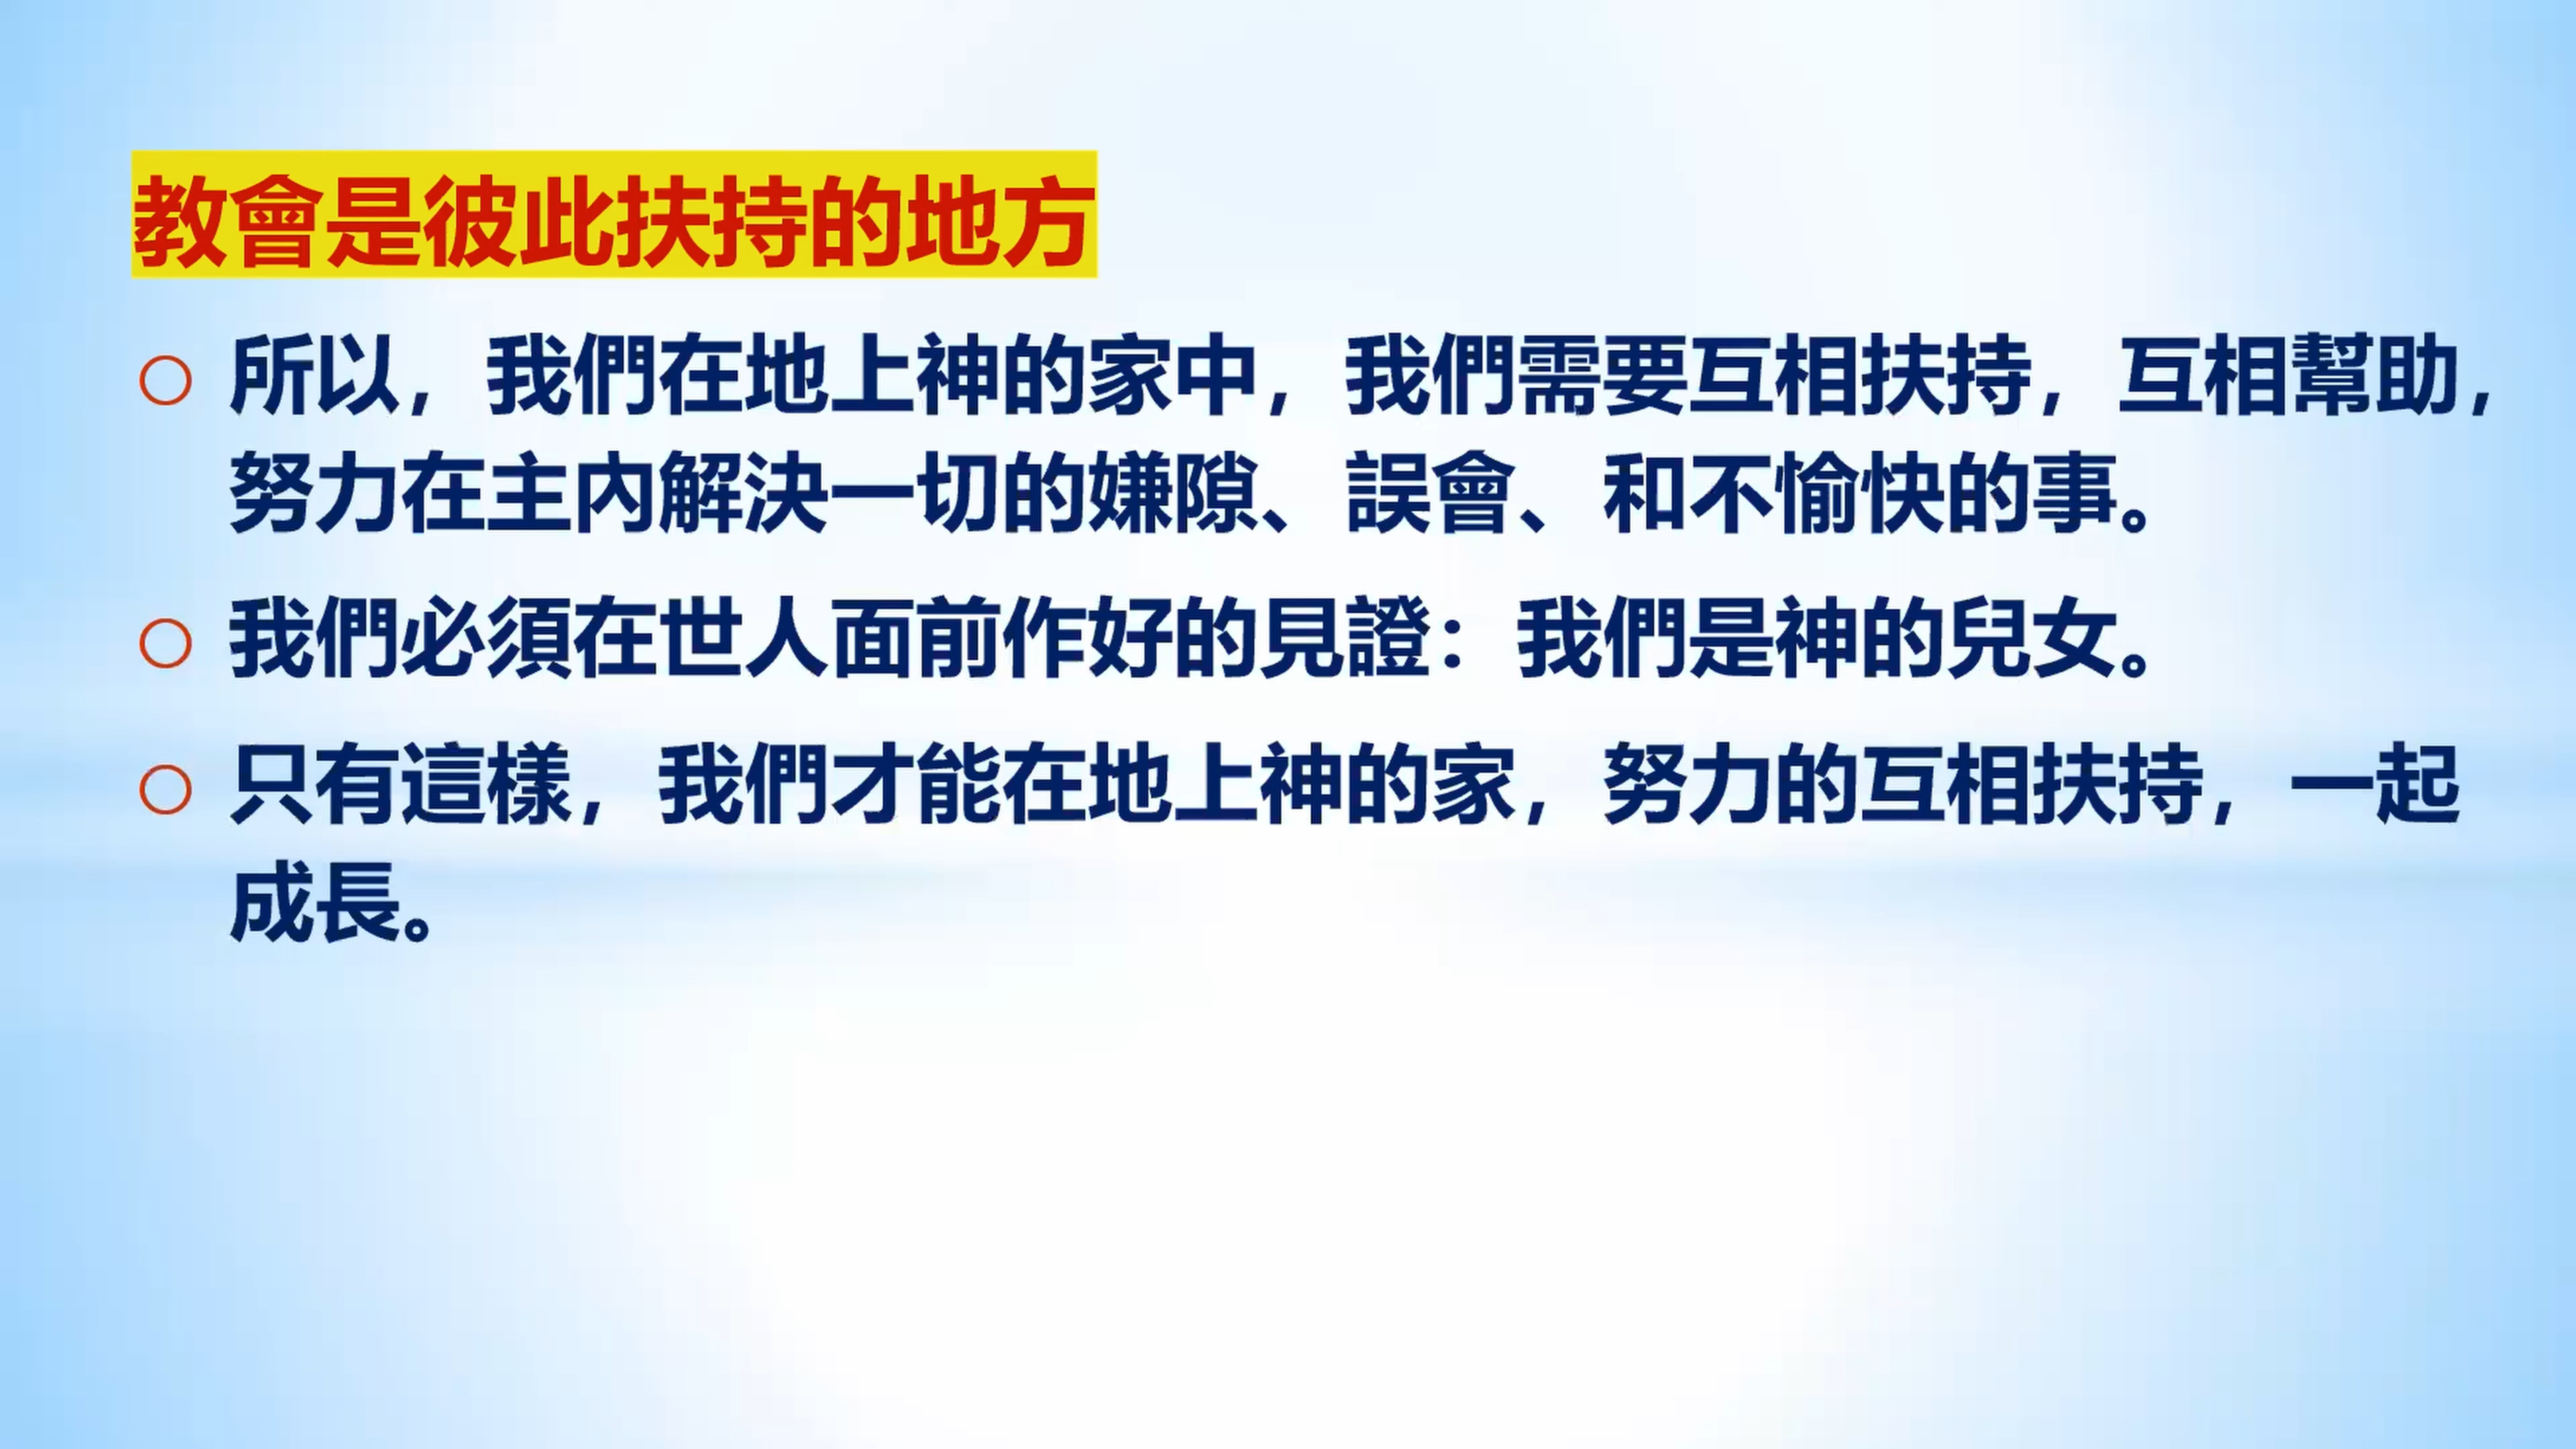 教會是彼此扶持的地方
○ 所以，我們在地上神的家中，我們需要互相扶持，互相幫助，
努力在主內解決一切的嫌隙、誤會、和不愉快的事。
○ 我們必須在世人面前作好的見證：我們是神的兒女。
○ 只有這樣，我們才能在地上神的家，努力的互相扶持，一起
成長。